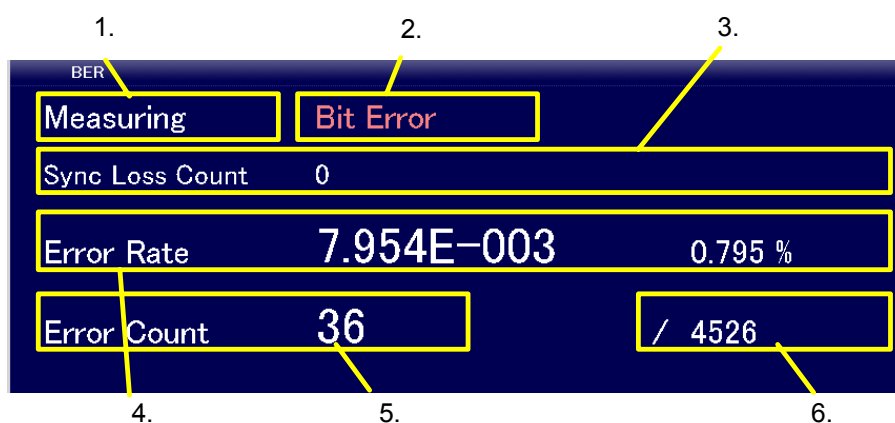 1. 2. 3.
BER
Measuring Bit Error
Sync Loss Count 0
Error Rate 7.954E-003 0.795 %
Error Count 36 / 4526
4. 5. 6.